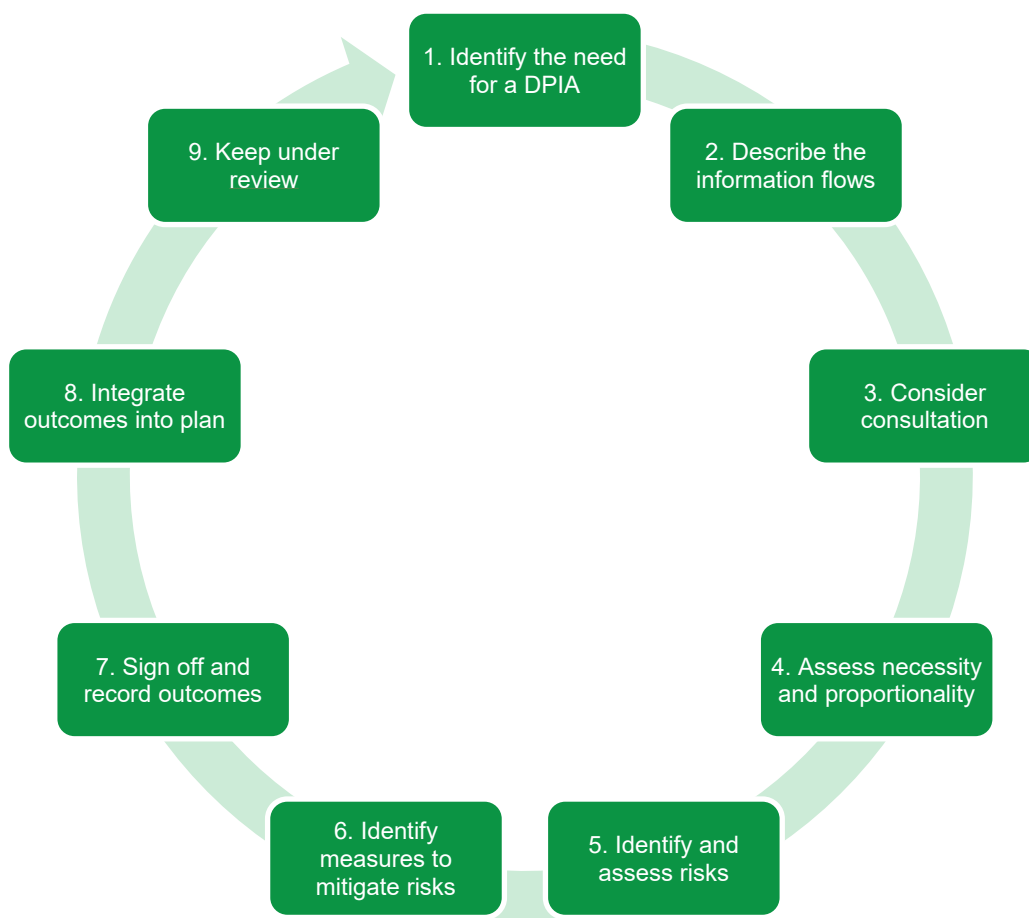 1. Identify the need
for a DPIA
2. Describe the
information flows
3. Consider
consultation
4. Assess necessity
and proportionality
5. Identify and
assess risks
6. Identify
measures to
mitigate risks
7. Sign off and
record outcomes
8. Integrate
outcomes into plan
9. Keep under
review